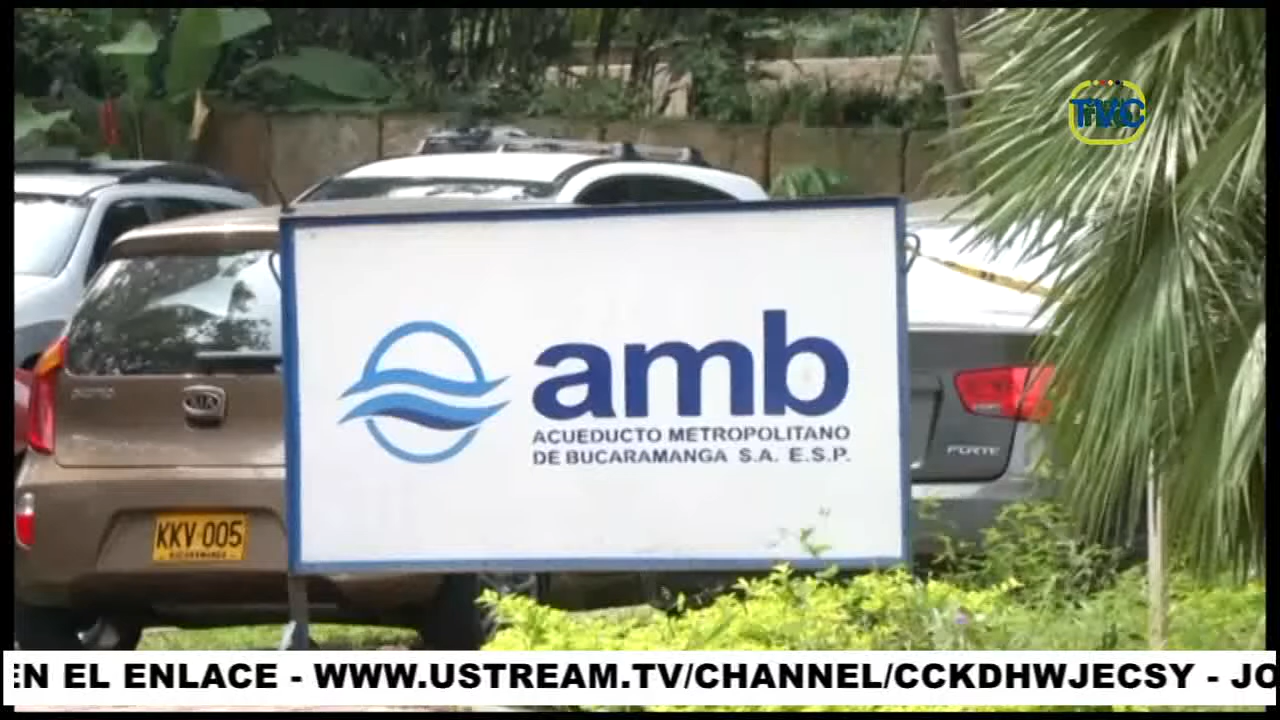 TVC
amb
ACUEDUCTO METROPOLITANO
DE BUCARAMANGA S.A. E.S.P.
KIA
KKV 005
BUCARAMANGA
FORTE
EN EL ENLACE - WWW.USTREAM.TV/CHANNEL/CCKDHWJECSY - JO